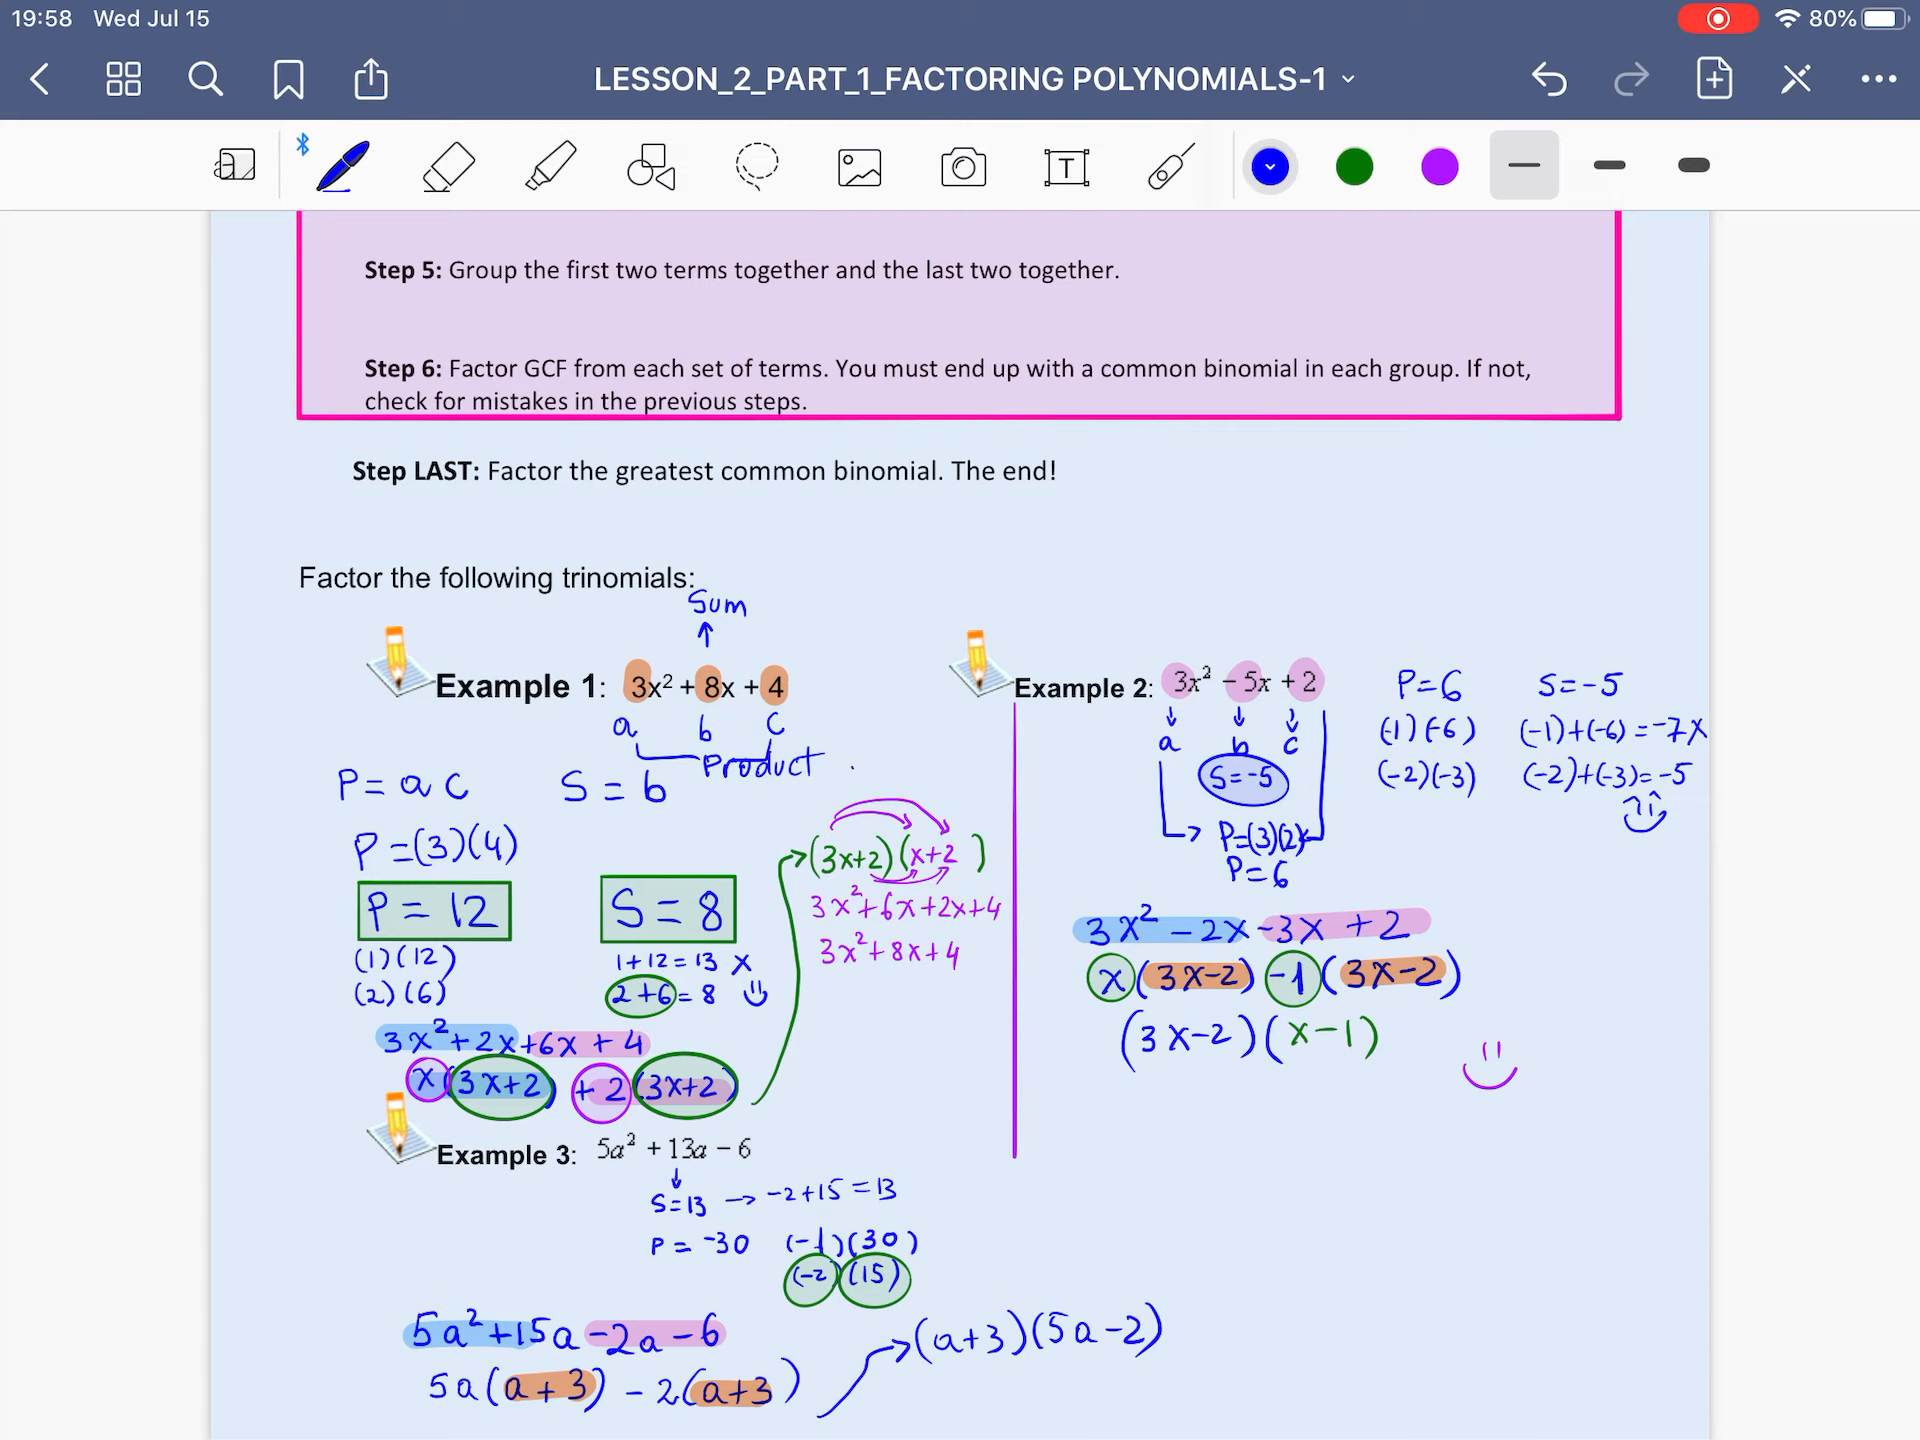 19:58 Wed Jul 15
80%
LESSON_2_PART_1_FACTORING POLYNOMIALS-1
Step 5: Group the first two terms together and the last two together.
Step 6: Factor GCF from each set of terms. You must end up with a common binomial in each group. If not,
check for mistakes in the previous steps.
Step LAST: Factor the greatest common binomial. The end!
Factor the following trinomials:
Sum
↑
Example 1: 3x² + 8x + 4
a b c
Product
P = a c S = b
P = (3)(4)
P = 12 S = 8
(1)(12) 1+12 = 13 x
(2)(6) 2+6 = 8
3x²+2x+6x+4
x(3x+2) +2(3x+2)
→(3x+2)(x+2)
3x²+6x+2x+4
3x²+8x+4
Example 2: 3x² − 5x + 2
↓ ↓ ↓
a b c
S=-5
→ P=(3)(2)
P=6
P=6 S=-5
(-1)(-6) (-1)+(-6)=-7x
(-2)(-3) (-2)+(-3)=-5
3x²-2x-3x+2
x(3x-2)-1(3x-2)
(3x-2)(x-1)
Example 3: 5a² + 13a − 6
↓
S=13 → -2+15=13
P = -30 (-1)(30)
(-2)(15)
5a²+15a-2a-6
5a(a+3)-2(a+3)
→(a+3)(5a-2)